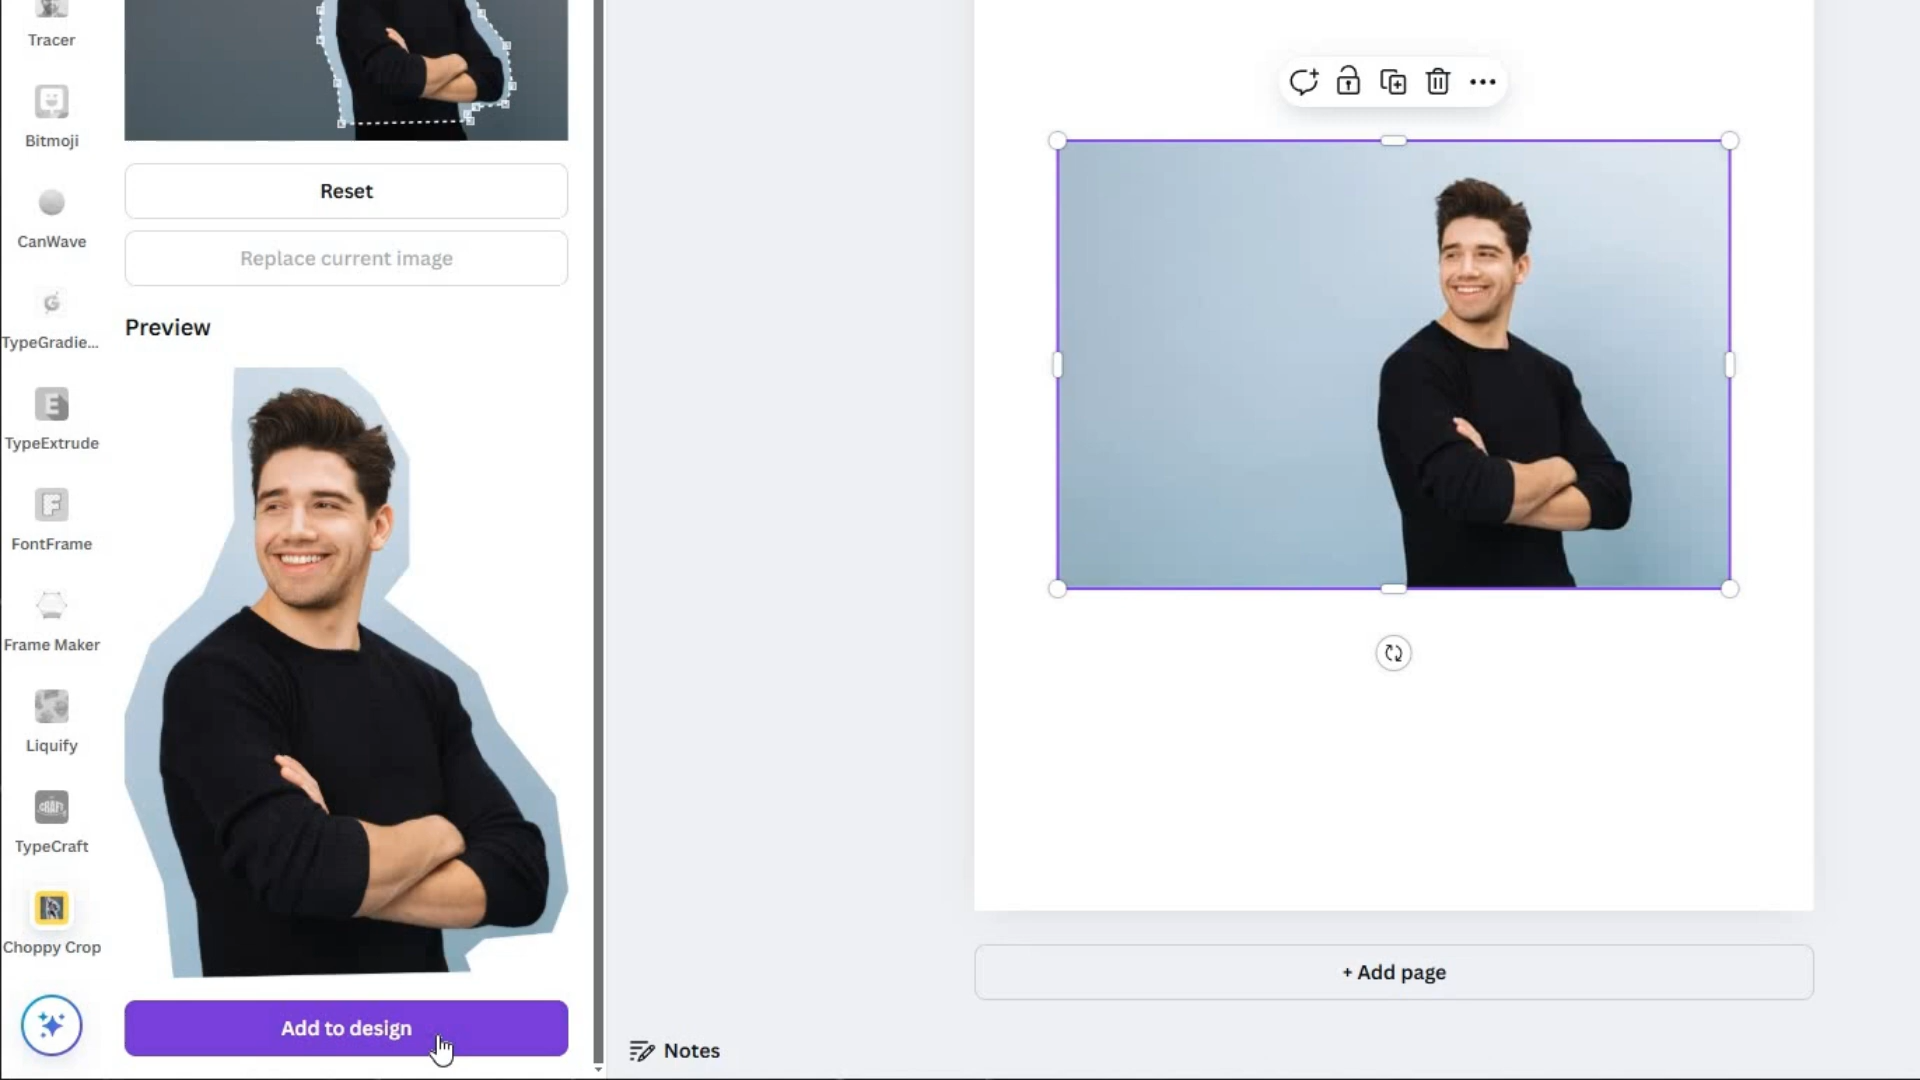 Tracer
Bitmoji
CanWave
TypeGradie...
TypeExtrude
FontFrame
Frame Maker
Liquify
TypeCraft
Choppy Crop
Reset
Replace current image
Preview
Add to design
+ Add page
Notes